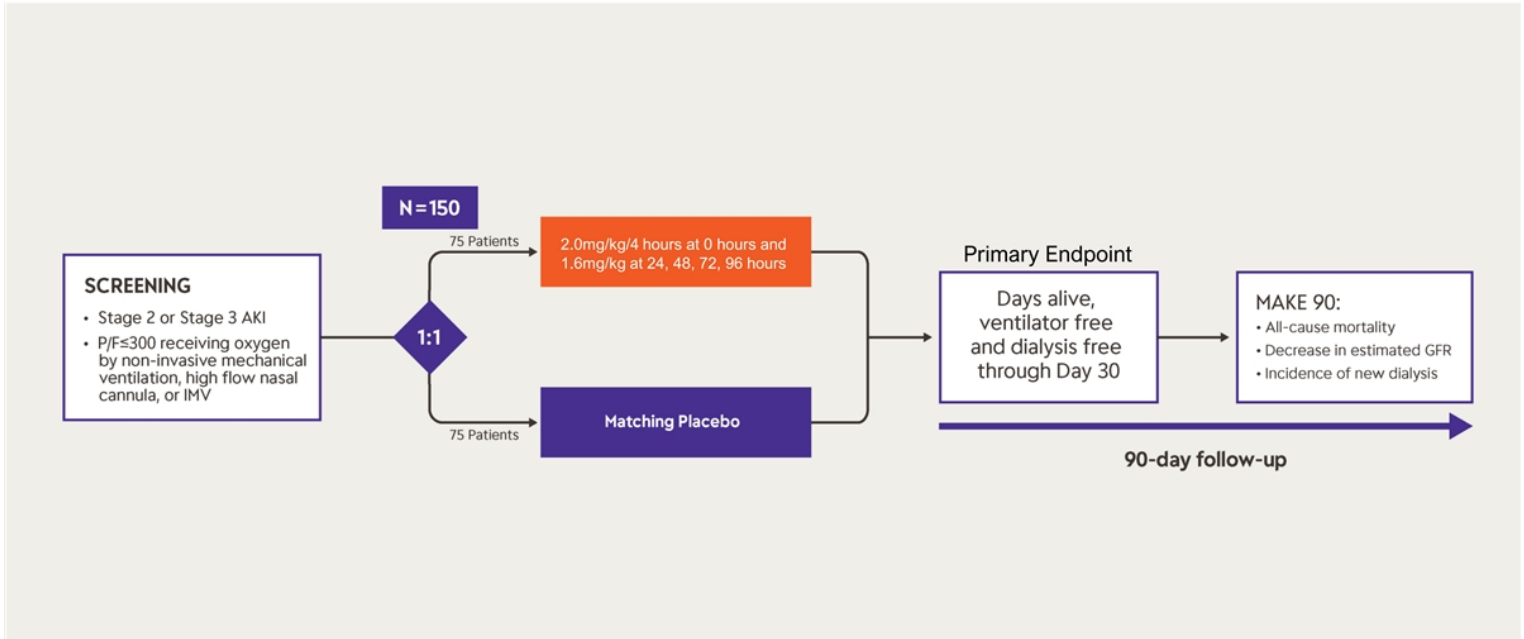 SCREENING
• Stage 2 or Stage 3 AKI
• P/F≤300 receiving oxygen
by non-invasive mechanical
ventilation, high flow nasal
cannula, or IMV
N=150
1:1
75 Patients
2.0mg/kg/4 hours at 0 hours and
1.6mg/kg at 24, 48, 72, 96 hours
75 Patients
Matching Placebo
Primary Endpoint
Days alive,
ventilator free
and dialysis free
through Day 30
MAKE 90:
• All-cause mortality
• Decrease in estimated GFR
• Incidence of new dialysis
90-day follow-up